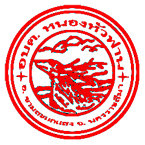 อบต. หนองหัวฟาน
อ. ขามสะแกแสง จ. นครราชสีมา